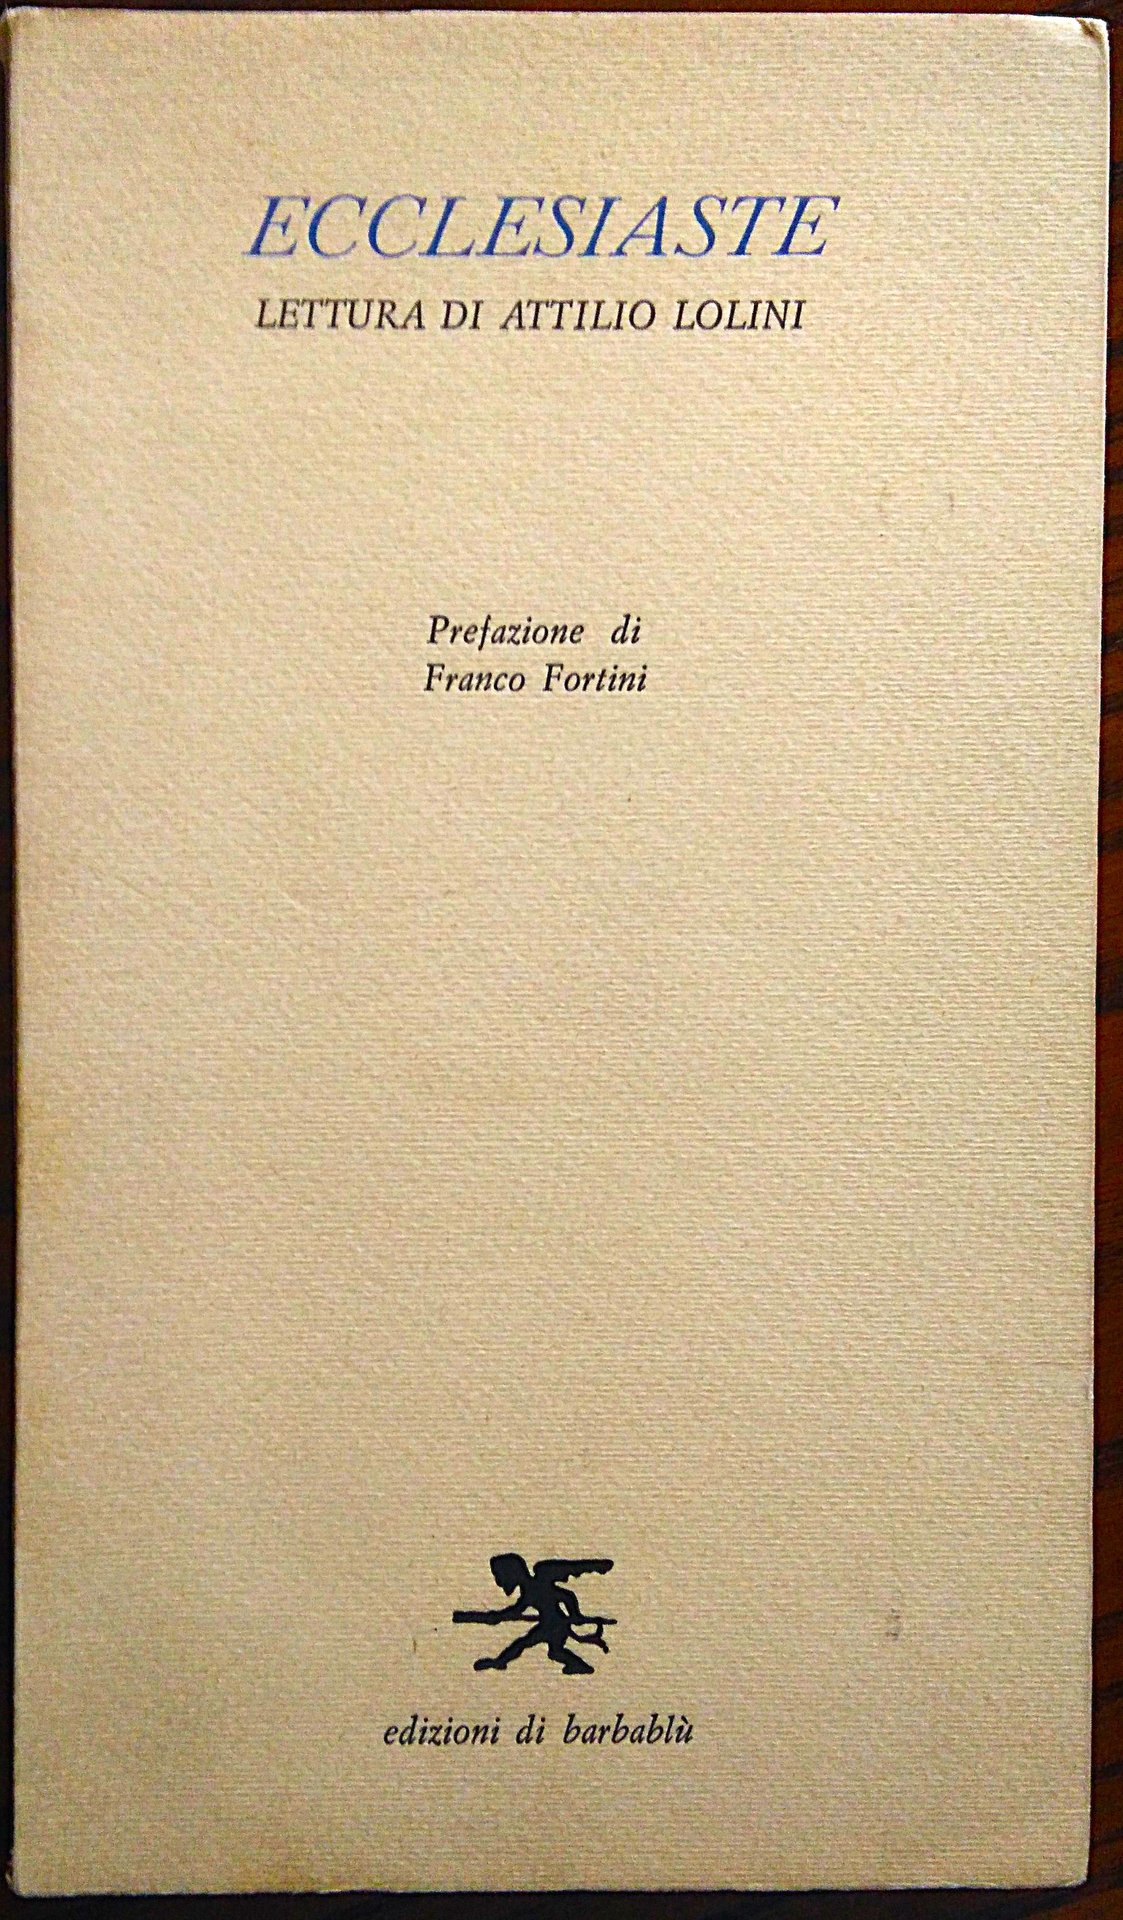 ECCLESIASTE
LETTURA DI ATTILIO LOLINI
Prefazione di
Franco Fortini
edizioni di barbablù